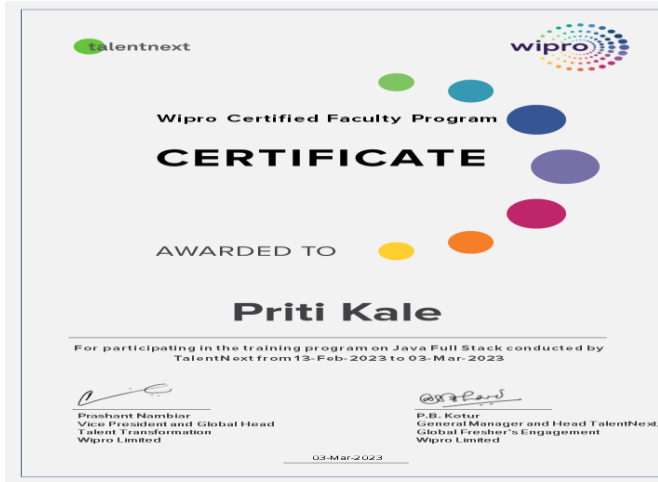 talentnext
wipro
Wipro Certified Faculty Program
CERTIFICATE
AWARDED TO
Priti Kale
For participating in the training program on Java Full Stack conducted by
TalentNext from 13-Feb-2023 to 03-Mar-2023
Prashant Nambiar
Vice President and Global Head
Talent Transformation
Wipro Limited
P.B. Kotur
General Manager and Head TalentNext,
Global Fresher's Engagement
Wipro Limited
03-Mar-2023